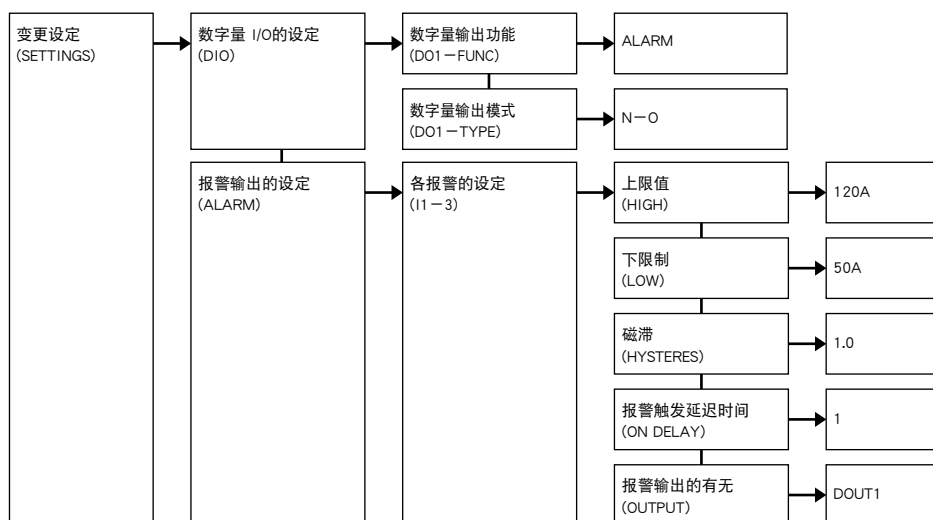 变更设定
(SETTINGS)
数字量 I/O的设定
(DIO)
数字量输出功能
(DO1－FUNC)
ALARM
数字量输出模式
(DO1－TYPE)
N－O
报警输出的设定
(ALARM)
各报警的设定
(I1－3)
上限值
(HIGH)
120A
下限制
(LOW)
50A
磁滞
(HYSTERES)
1.0
报警触发延迟时间
(ON DELAY)
1
报警输出的有无
(OUTPUT)
DOUT1